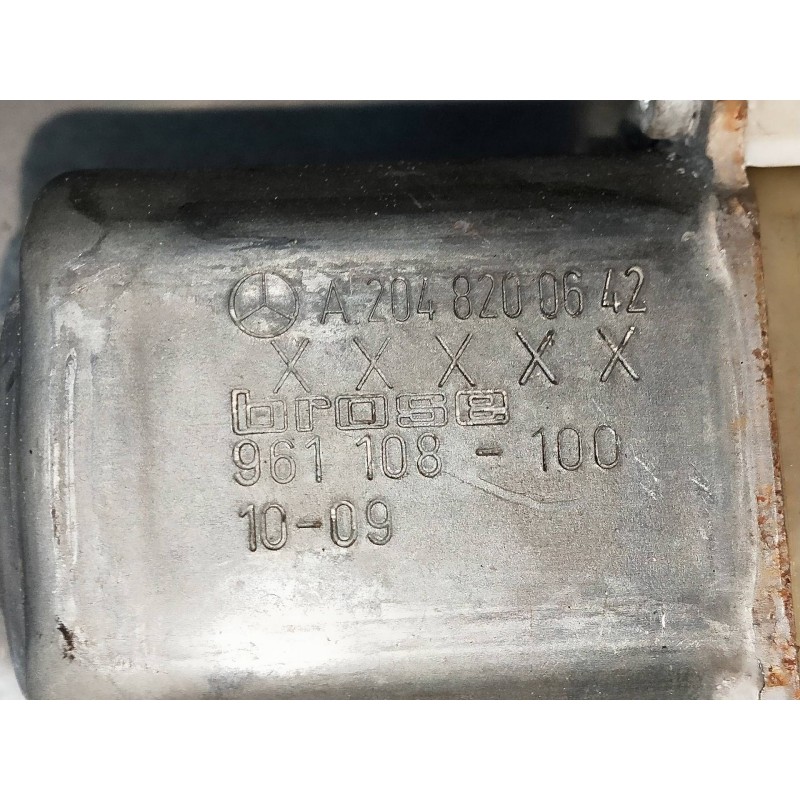 A 204 820 06 42
X X X X X
brose
961 108 - 100
10-09